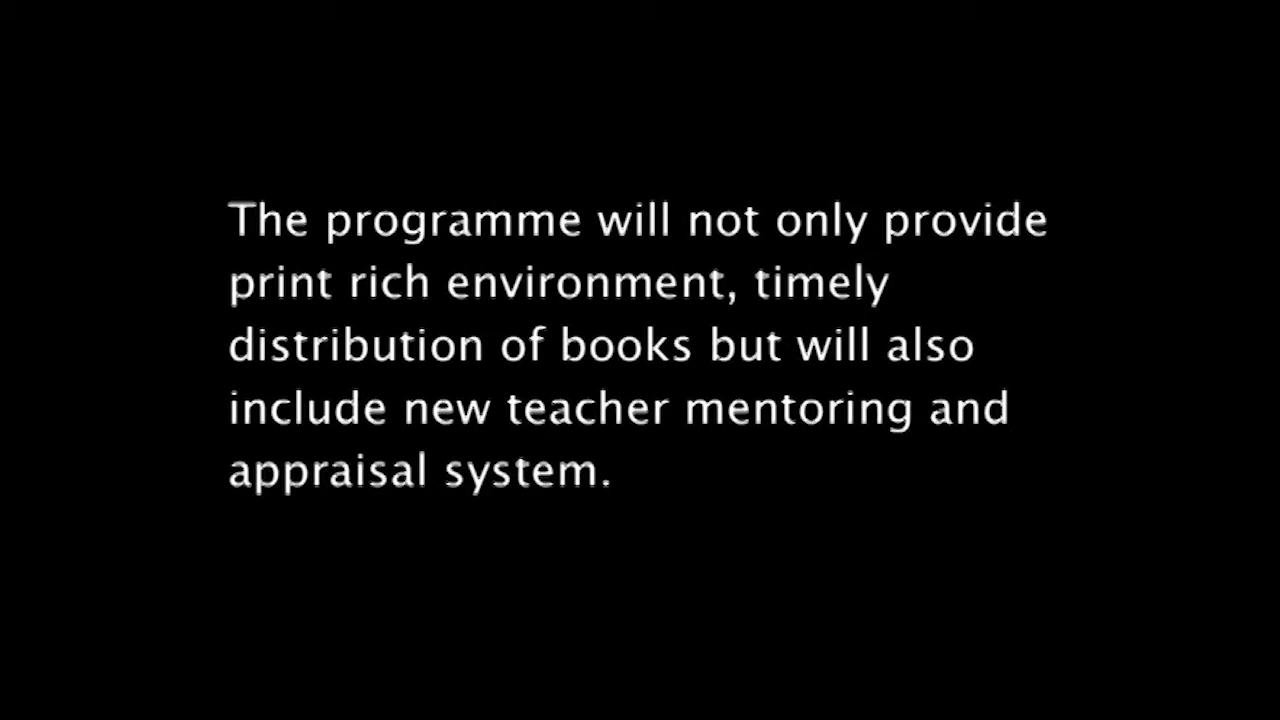 The programme will not only provide
print rich environment, timely
distribution of books but will also
include new teacher mentoring and
appraisal system.